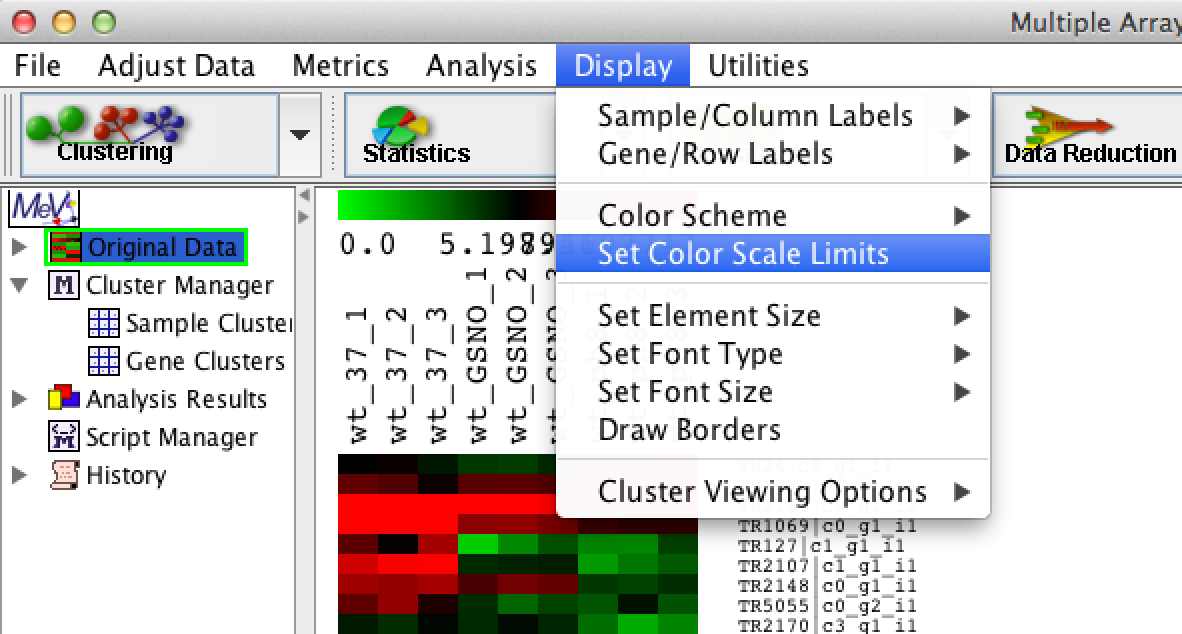 Multiple Array
File Adjust Data Metrics Analysis Display Utilities
Clustering
Statistics
Data Reduction
Sample/Column Labels
Gene/Row Labels
Color Scheme
Set Color Scale Limits
Set Element Size
Set Font Type
Set Font Size
Draw Borders
Cluster Viewing Options
MeV
Original Data
Cluster Manager
Sample Cluster
Gene Clusters
Analysis Results
Script Manager
History
0.0
wt_37_1
wt_37_2
wt_37_3
wt_GSNO_1
wt_GSNO_2
TR1069|c0_g1_i1
TR127|c1_g1_i1
TR2107|c1_g1_i1
TR2148|c0_g1_i1
TR5055|c0_g2_i1
TR2170|c3_g1_i1